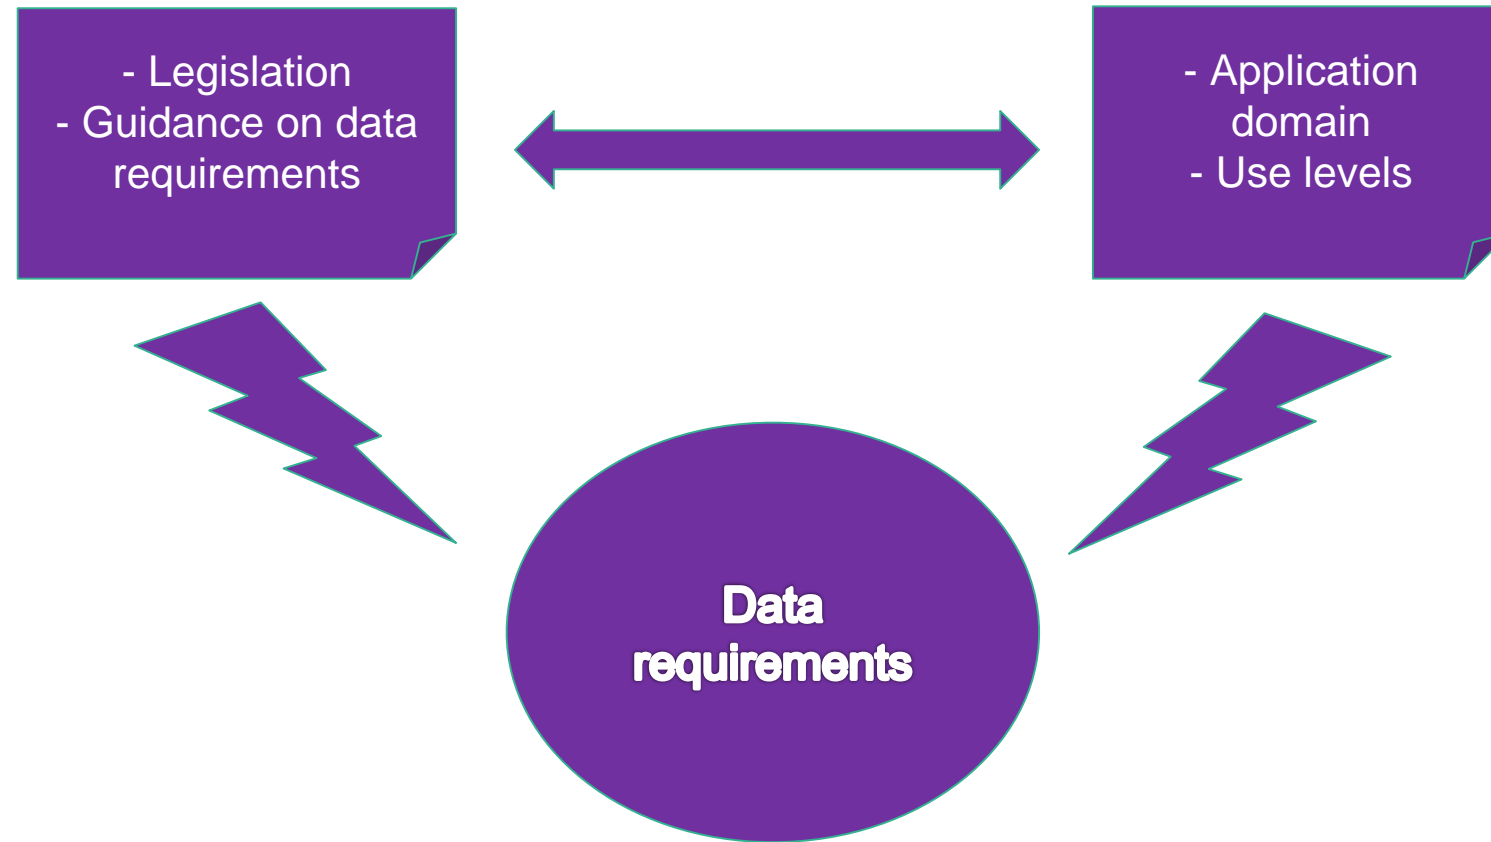 - Legislation
- Guidance on data
requirements
- Application
domain
- Use levels
Data
requirements